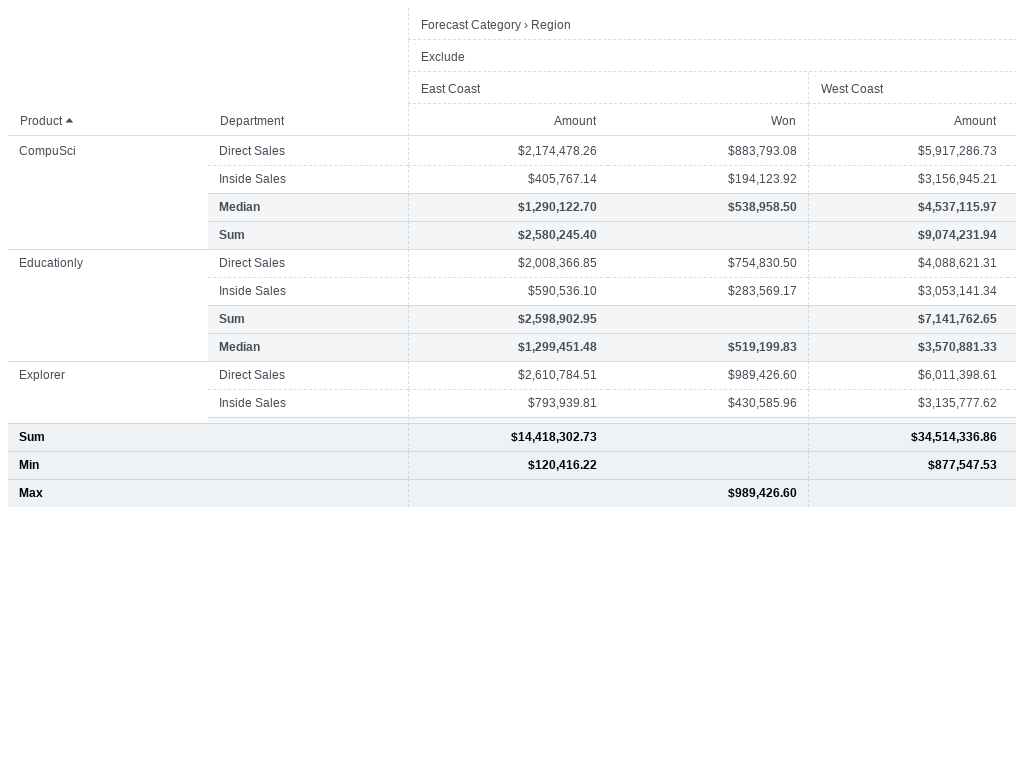 Forecast Category › Region
Exclude
East Coast West Coast
Product Department Amount Won Amount
CompuSci Direct Sales $2,174,478.26 $883,793.08 $5,917,286.73
Inside Sales $405,767.14 $194,123.92 $3,156,945.21
Median $1,290,122.70 $538,958.50 $4,537,115.97
Sum $2,580,245.40 $9,074,231.94
Educationly Direct Sales $2,008,366.85 $754,830.50 $4,088,621.31
Inside Sales $590,536.10 $283,569.17 $3,053,141.34
Sum $2,598,902.95 $7,141,762.65
Median $1,299,451.48 $519,199.83 $3,570,881.33
Explorer Direct Sales $2,610,784.51 $989,426.60 $6,011,398.61
Inside Sales $793,939.81 $430,585.96 $3,135,777.62
Sum $14,418,302.73 $34,514,336.86
Min $120,416.22 $877,547.53
Max $989,426.60